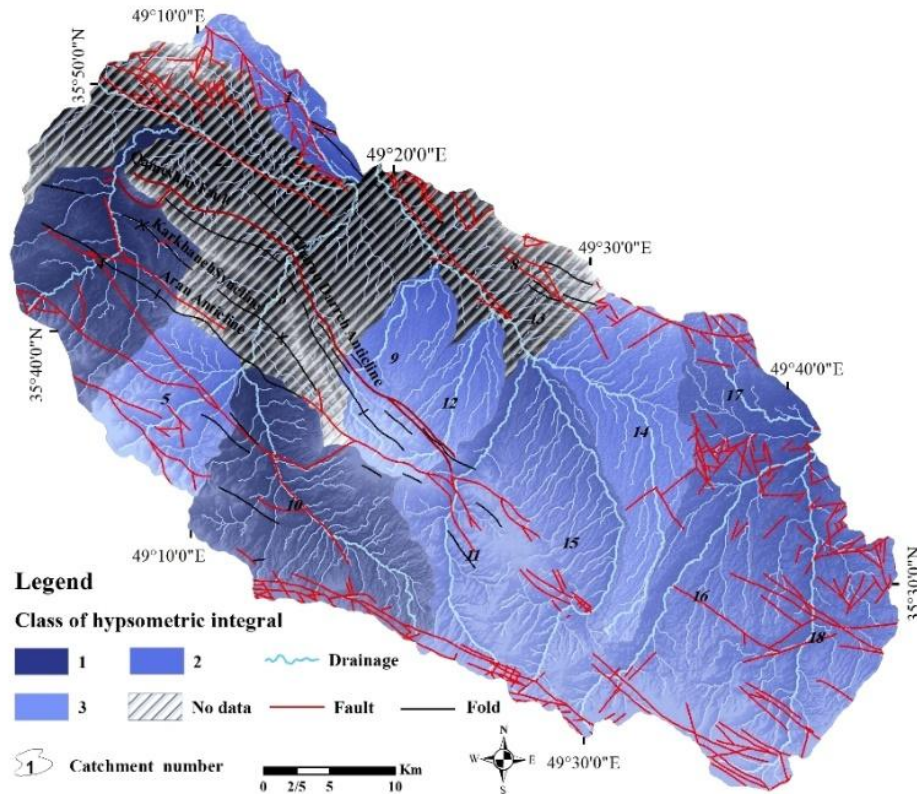 49°10'0"E
35°50'0"N
49°20'0"E
1
Karkhaneh Syncline
Aran Anticline
Darreh Anticline
8
49°30'0"E
13
4
6
9
35°40'0"N
5
12
17
49°40'0"E
14
10
49°10'0"E
11
15
16
18
35°30'0"N
49°30'0"E
Legend
Class of hypsometric integral
1 2 Drainage
3 No data Fault Fold
1 Catchment number
Km
0 2/5 5 10
N
W E
S